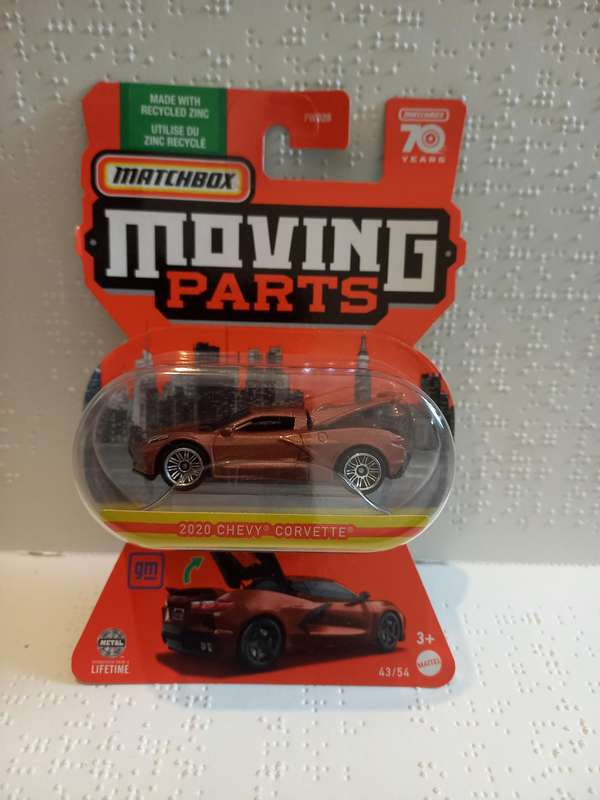 MADE WITH
RECYCLED ZINC
UTILISE DU
ZINC RECYCLÉ
MATCHBOX
70
YEARS
MATCHBOX
MOVING
PARTS
2020 CHEVY® CORVETTE®
gm
METAL
LIFETIME
3+
MATTEL
43/54